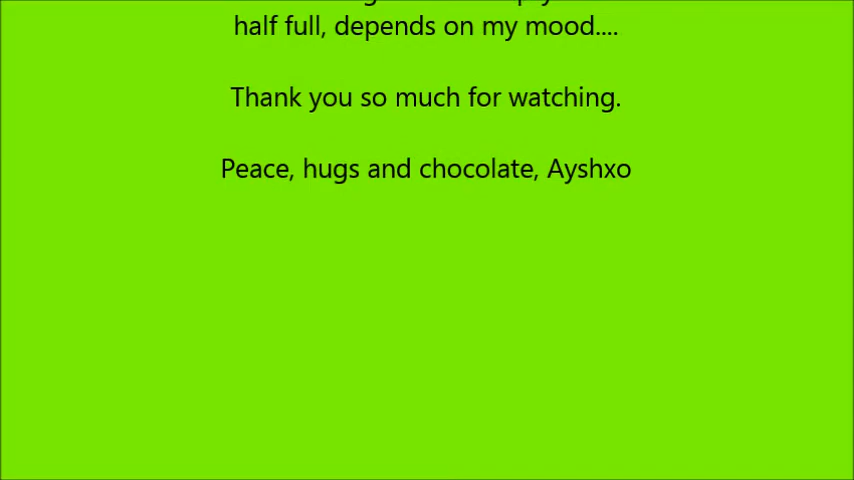 half full, depends on my mood....
Thank you so much for watching.
Peace, hugs and chocolate, Ayshxo